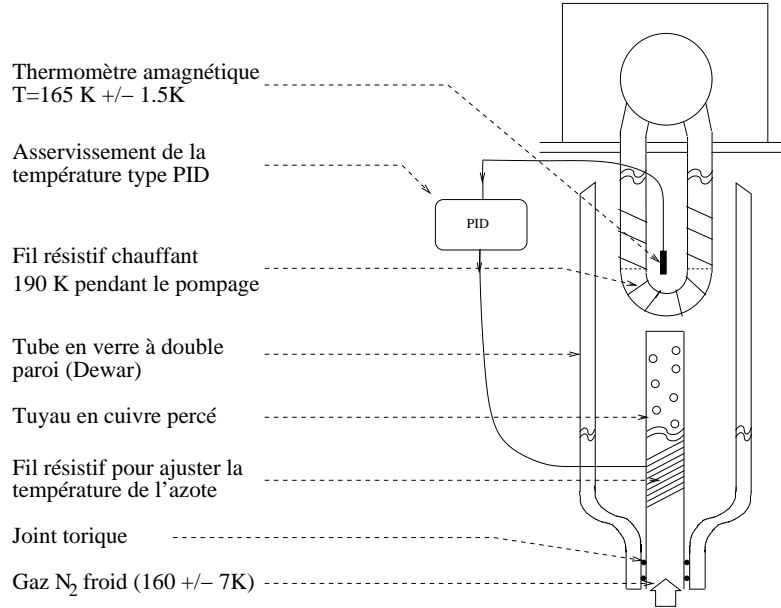 Thermomètre amagnétique
T=165 K +/− 1.5K
Asservissement de la
température type PID
PID
Fil résistif chauffant
190 K pendant le pompage
Tube en verre à double
paroi (Dewar)
Tuyau en cuivre percé
Fil résistif pour ajuster la
température de l'azote
Joint torique
Gaz N2 froid (160 +/− 7K)